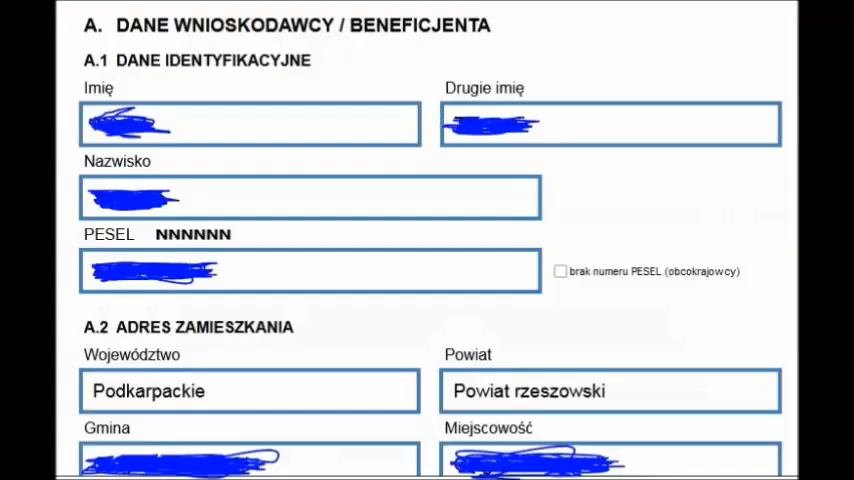 A. DANE WNIOSKODAWCY / BENEFICJENTA
A.1 DANE IDENTYFIKACYJNE
Imię Drugie imię
Nazwisko
PESEL NNNNNN
brak numeru PESEL (obcokrajowcy)
A.2 ADRES ZAMIESZKANIA
Województwo Powiat
Podkarpackie Powiat rzeszowski
Gmina Miejscowość